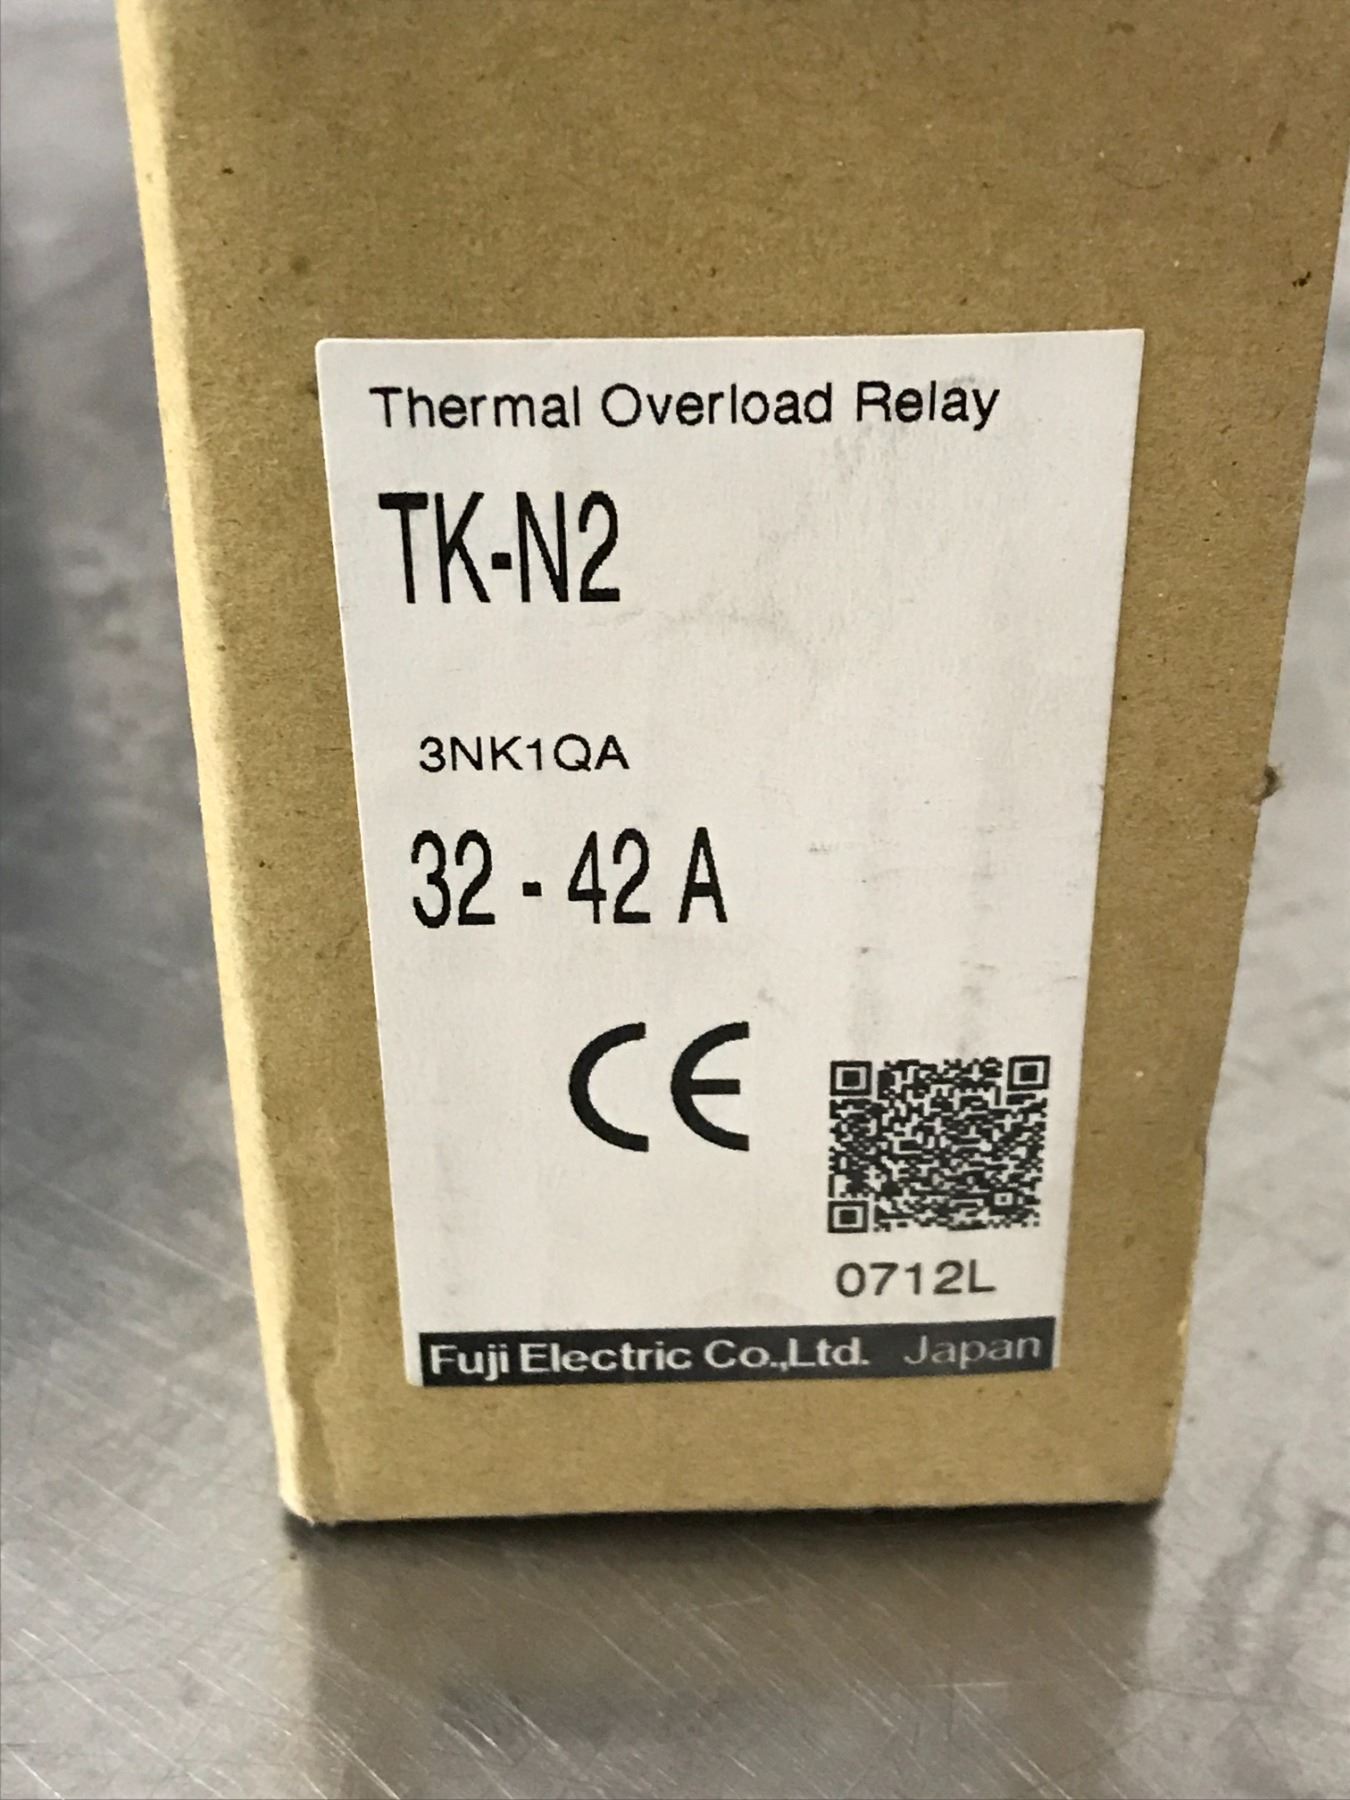 Thermal Overload Relay
TK-N2
3NK1QA
32 - 42 A
CE
0712L
Fuji Electric Co.,Ltd. Japan